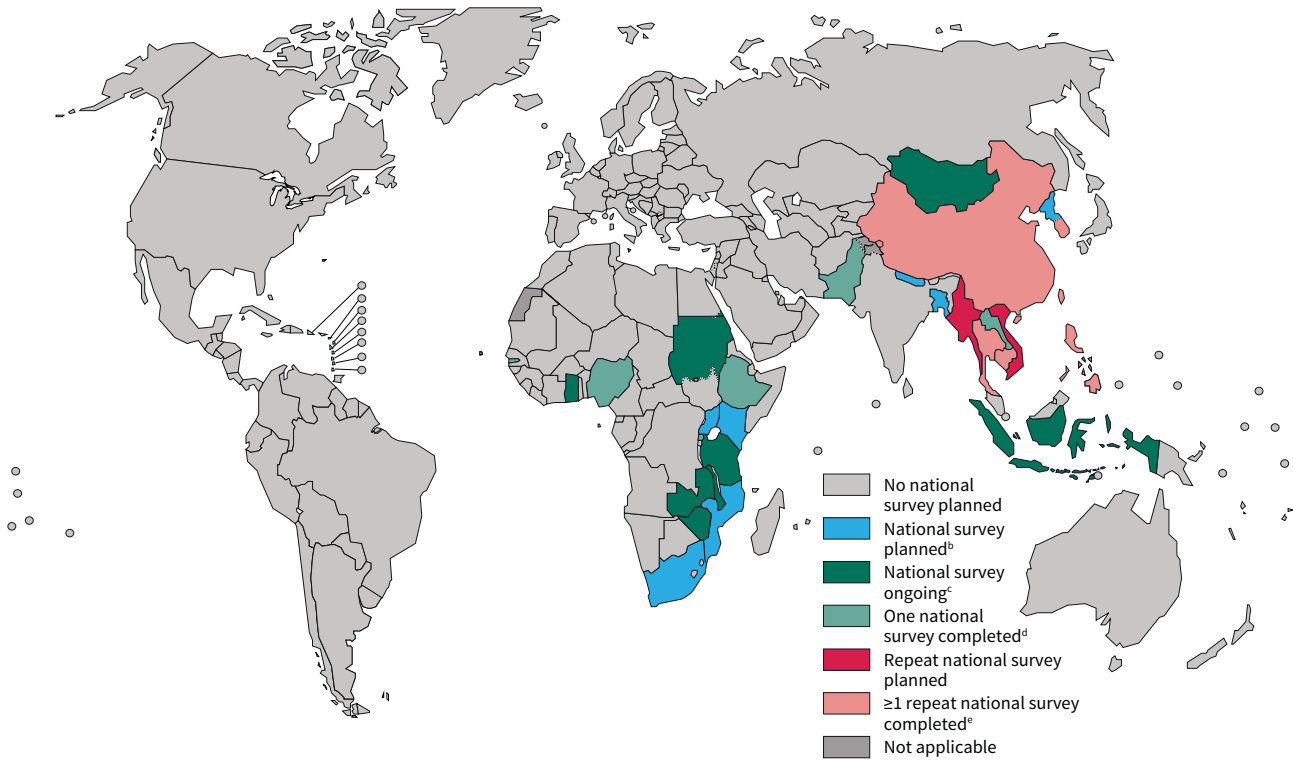 No national
survey planned
National survey
plannedᵇ
National survey
ongoingᶜ
One national
survey completedᵈ
Repeat national survey
planned
≥1 repeat national survey
completedᵉ
Not applicable